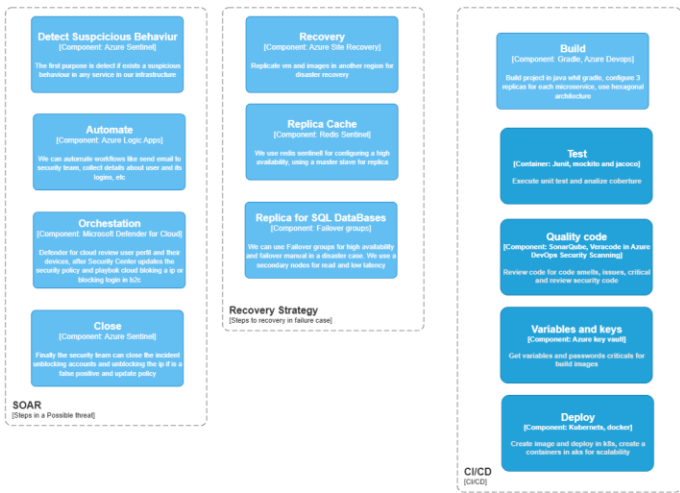 Detect Suspicious Behaviur
[Component: Azure Sentinel]
The first purpose is detect if exists a suspicious
behaviour in any service in our infrastructure
Automate
[Component: Azure Logic Apps]
We can automate workflows like send email to
security team, collect details about user and its
logins, etc
Orchestation
[Component: Microsoft Defender for Cloud]
Defender for cloud review user perfil and their
devices, after Security Center updates the
security policy and playbok cloud bloking a ip or
blocking login in b2c
Close
[Component: Azure Sentinel]
Finally the security team can close the incident
unblocking accounts and unblocking the ip if is a
false positive and update policy
SOAR
[Steps in a Possible threat]
Recovery
[Component: Azure Site Recovery]
Replicate vm and images in another region for
disaster recovery
Replica Cache
[Component: Redis Sentinel]
We use redis sentinell for configuring a high
availability, using a master slave for replica
Replica for SQL DataBases
[Component: Failover groups]
We can use Failover groups for high availability
and failover manual in a disaster case. We use a
secondary nodes for read and low latency
Recovery Strategy
[Steps to recovery in failure case]
Build
[Component: Gradle, Azure Devops]
Build project in java whil gradle, configure 3
replicas for each microservice, use hexagonal
architecture
Test
[Container: Junit, mockito and jacoco]
Execute unit test and analize coberture
Quality code
[Component: SonarQube, Veracode in Azure
DevOps Security Scanning]
Review code for code smells, issues, critical
and review security code
Variables and keys
[Component: Azure key vault]
Get variables and passwords criticals for
build images
Deploy
[Component: Kubernets, docker]
Create image and deploy in k8s, create a
containers in aks for scalability
CI/CD
[CI/CD]